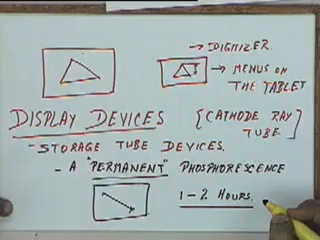 → DIGITIZER.
→ MENUS ON
THE TABLET
DISPLAY DEVICES
{CATHODE RAY
TUBE}
- STORAGE TUBE DEVICES.
- A "PERMANENT" PHOSPHORESCENCE
1-2 HOURS.